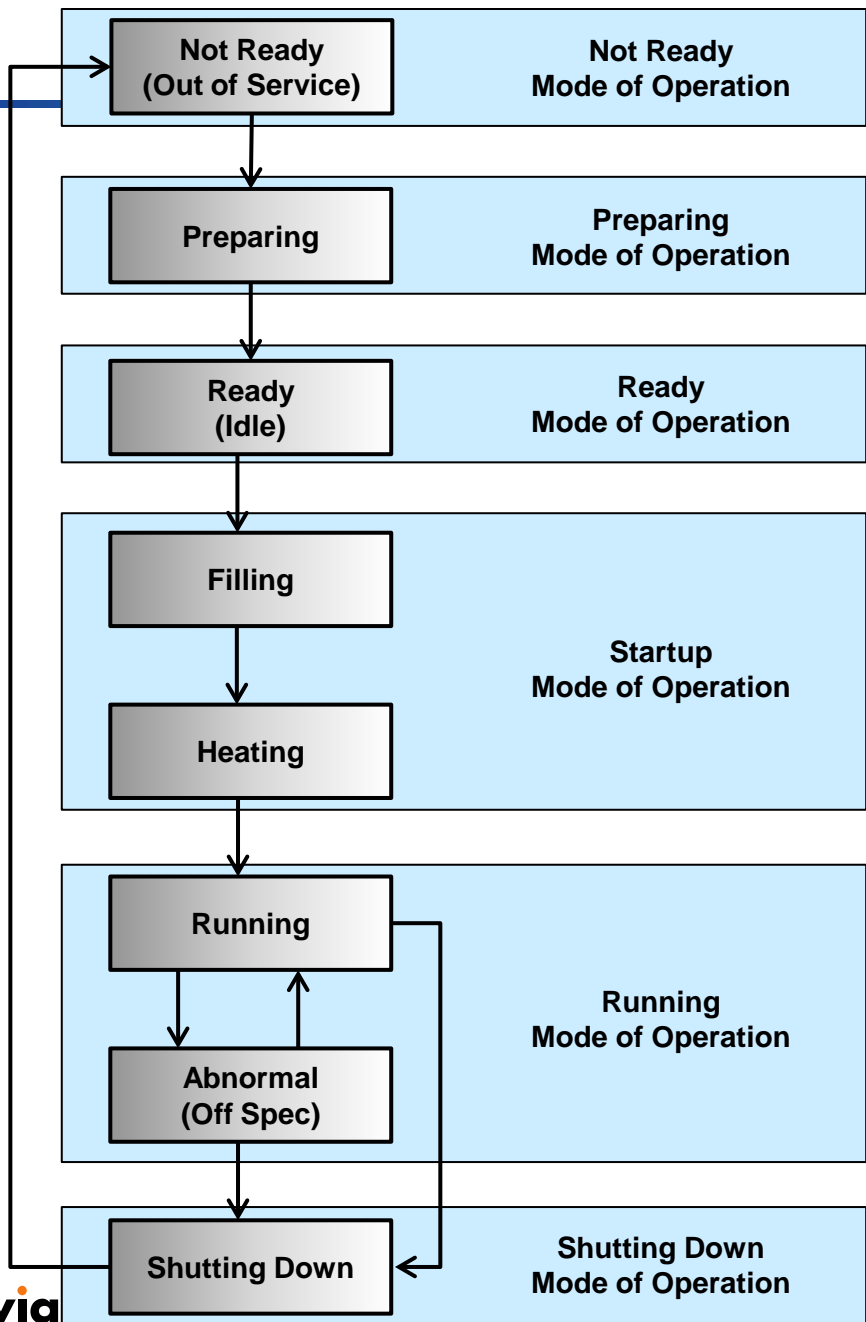 Not Ready
(Out of Service)
Not Ready
Mode of Operation
Preparing
Preparing
Mode of Operation
Ready
(Idle)
Ready
Mode of Operation
Filling
Heating
Startup
Mode of Operation
Running
Abnormal
(Off Spec)
Running
Mode of Operation
Shutting Down
Shutting Down
Mode of Operation